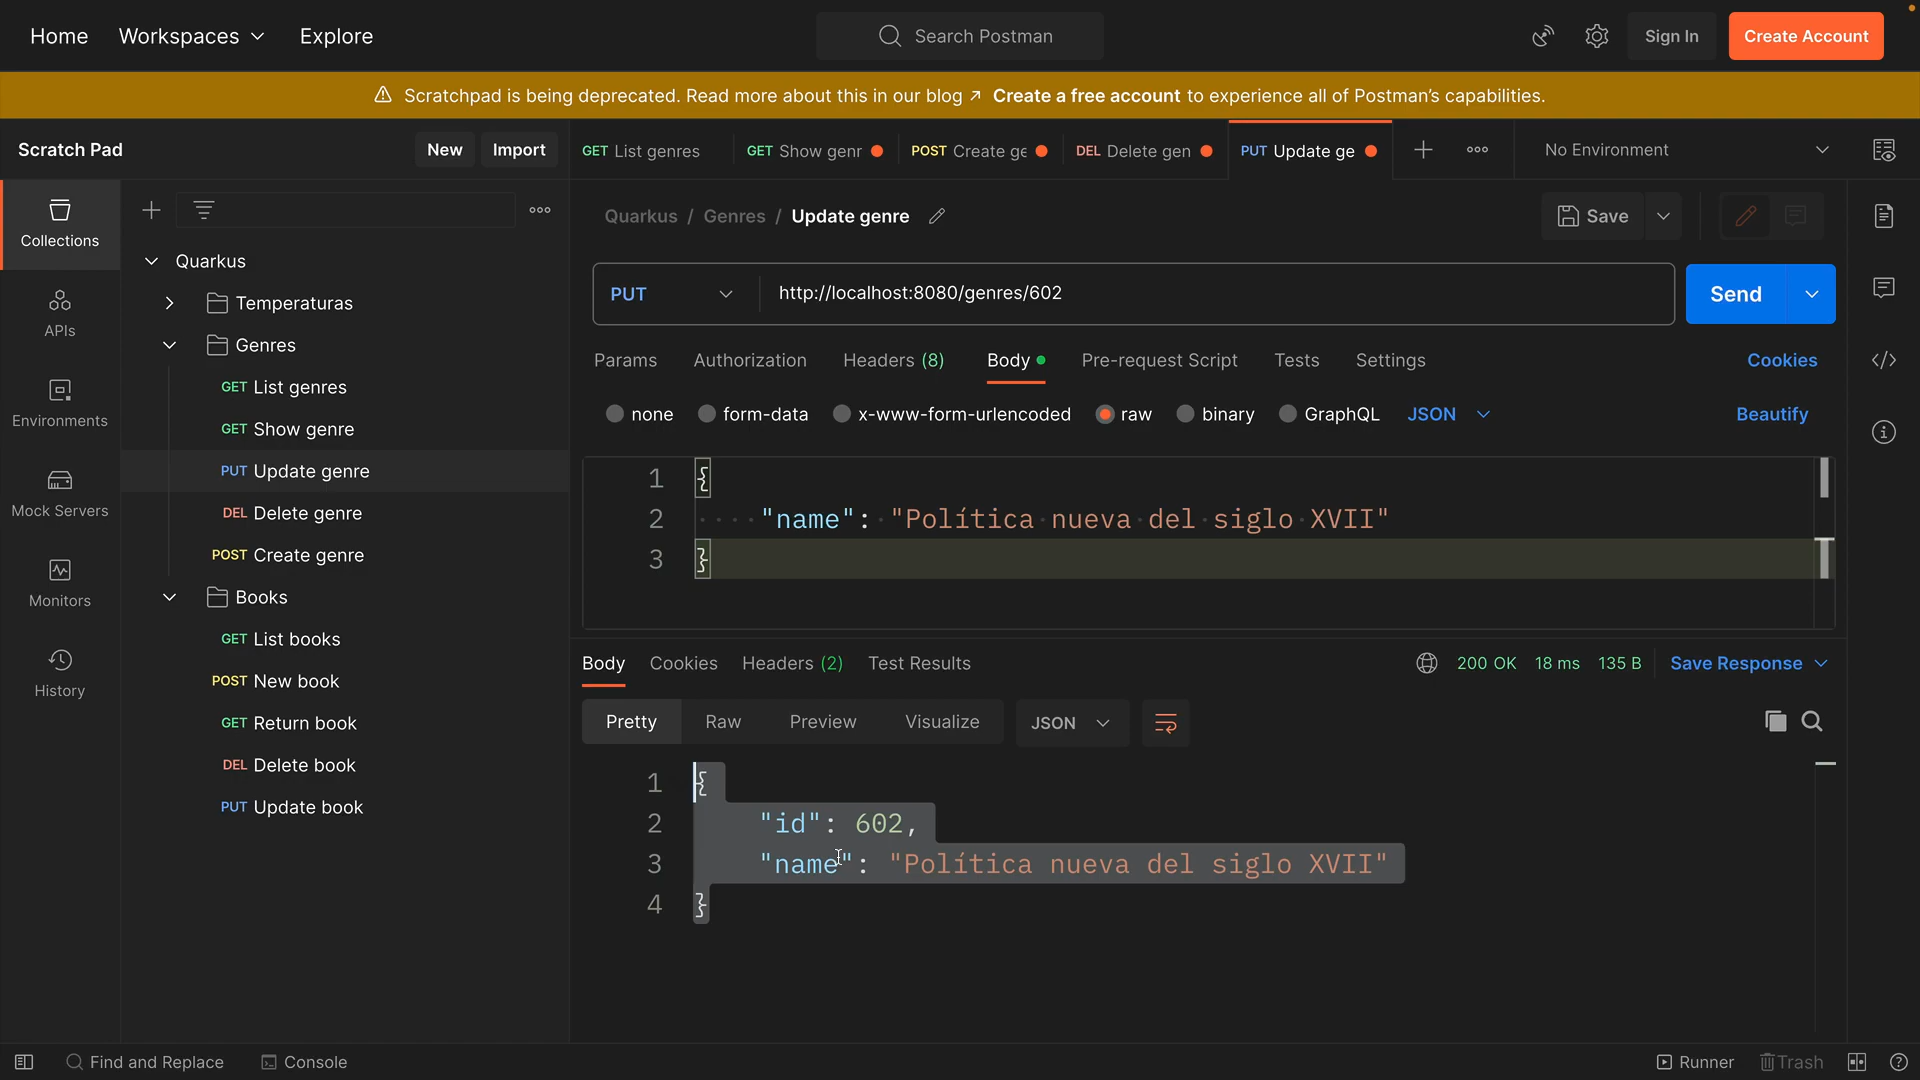 Home Workspaces Explore Search Postman Sign In Create Account
Scratchpad is being deprecated. Read more about this in our blog ↗ Create a free account to experience all of Postman's capabilities.
Scratch Pad New Import
GET List genres GET Show genr POST Create ge DEL Delete gen PUT Update ge No Environment
Collections
APIs
Environments
Mock Servers
Monitors
History
Quarkus
Temperaturas
Genres
GET List genres
GET Show genre
PUT Update genre
DEL Delete genre
POST Create genre
Books
GET List books
POST New book
GET Return book
DEL Delete book
PUT Update book
Quarkus / Genres / Update genre Save
PUT http://localhost:8080/genres/602 Send
Params Authorization Headers (8) Body Pre-request Script Tests Settings Cookies
none form-data x-www-form-urlencoded raw binary GraphQL JSON Beautify
1 {
2 "name": "Política nueva del siglo XVII"
3 }
Body Cookies Headers (2) Test Results 200 OK 18 ms 135 B Save Response
Pretty Raw Preview Visualize JSON
1 {
2 "id": 602,
3 "name": "Política nueva del siglo XVII"
4 }
Find and Replace Console Runner Trash